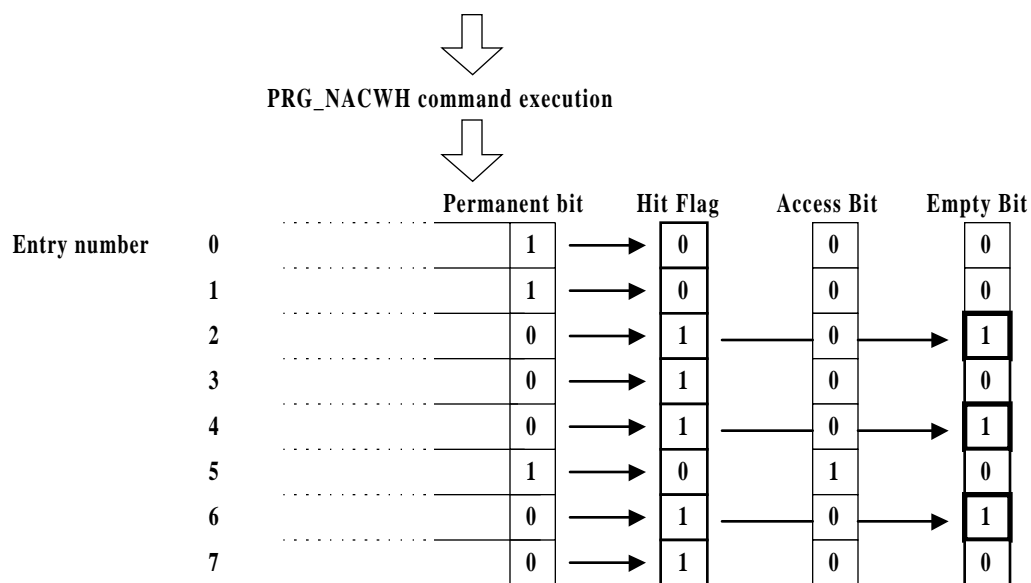 PRG_NACWH command execution
Permanent bit Hit Flag Access Bit Empty Bit
Entry number 0 1 0 0 0
1 1 0 0 0
2 0 1 0 1
3 0 1 0 0
4 0 1 0 1
5 1 0 1 0
6 0 1 0 1
7 0 1 0 0